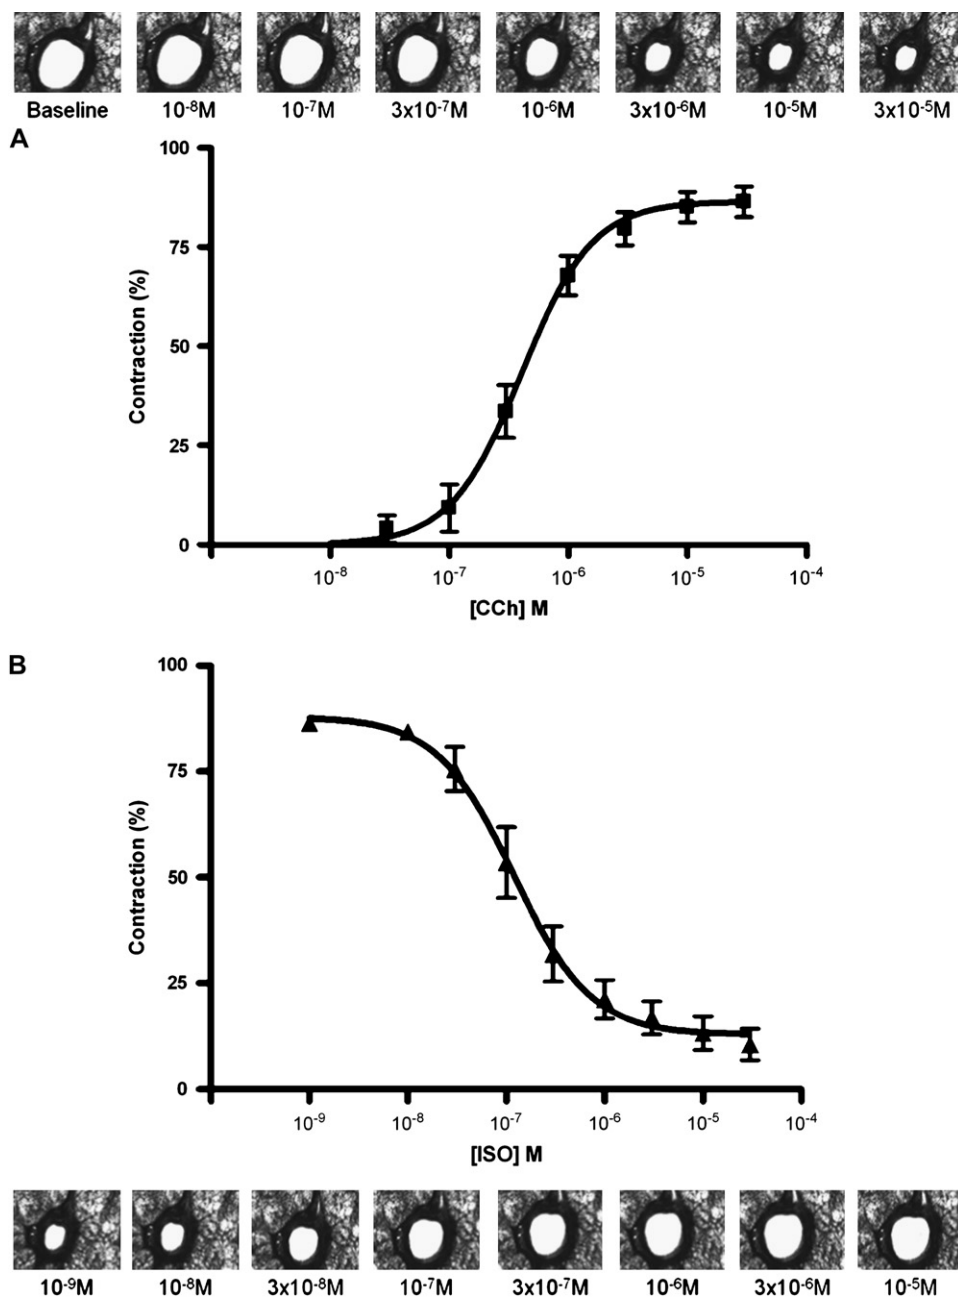 Baseline 10⁻⁸M 10⁻⁷M 3x10⁻⁷M 10⁻⁶M 3x10⁻⁶M 10⁻⁵M 3x10⁻⁵M
A
100
75
50
25
0
Contraction (%)
10⁻⁸ 10⁻⁷ 10⁻⁶ 10⁻⁵ 10⁻⁴
[CCh] M
B
100
75
50
25
0
Contraction (%)
10⁻⁹ 10⁻⁸ 10⁻⁷ 10⁻⁶ 10⁻⁵ 10⁻⁴
[ISO] M
10⁻⁹M 10⁻⁸M 3x10⁻⁸M 10⁻⁷M 3x10⁻⁷M 10⁻⁶M 3x10⁻⁶M 10⁻⁵M